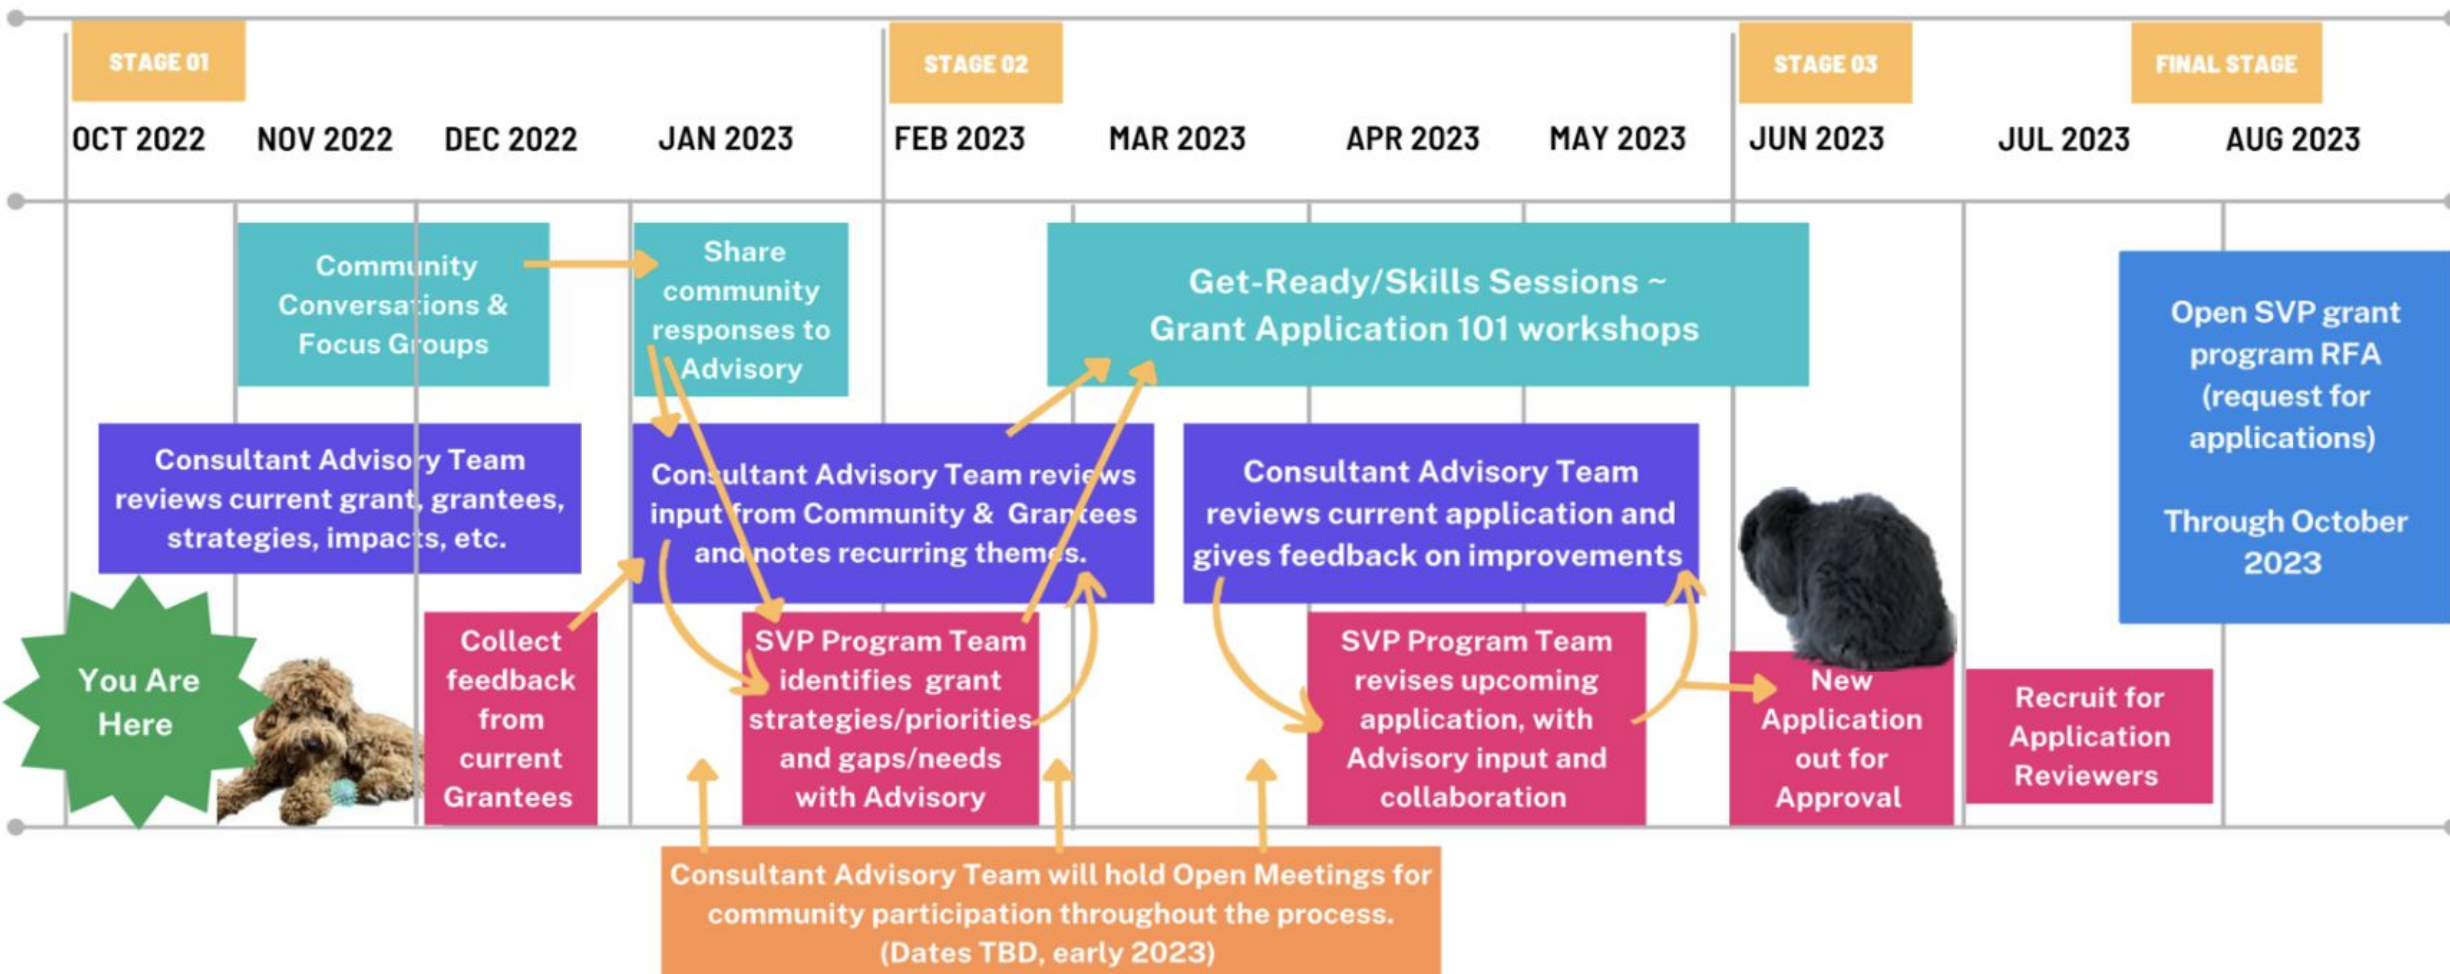 STAGE 01
STAGE 02
STAGE 03
FINAL STAGE
OCT 2022
NOV 2022
DEC 2022
JAN 2023
FEB 2023
MAR 2023
APR 2023
MAY 2023
JUN 2023
JUL 2023
AUG 2023
Community
Conversations &
Focus Groups
Share
community
responses to
Advisory
Get-Ready/Skills Sessions ~
Grant Application 101 workshops
Open SVP grant
program RFA
(request for
applications)
Through October
2023
Consultant Advisory Team
reviews current grant, grantees,
strategies, impacts, etc.
Consultant Advisory Team reviews
input from Community & Grantees
and notes recurring themes.
Consultant Advisory Team
reviews current application and
gives feedback on improvements
You Are
Here
Collect
feedback
from
current
Grantees
SVP Program Team
identifies grant
strategies/priorities
and gaps/needs
with Advisory
SVP Program Team
revises upcoming
application, with
Advisory input and
collaboration
New
Application
out for
Approval
Recruit for
Application
Reviewers
Consultant Advisory Team will hold Open Meetings for
community participation throughout the process.
(Dates TBD, early 2023)